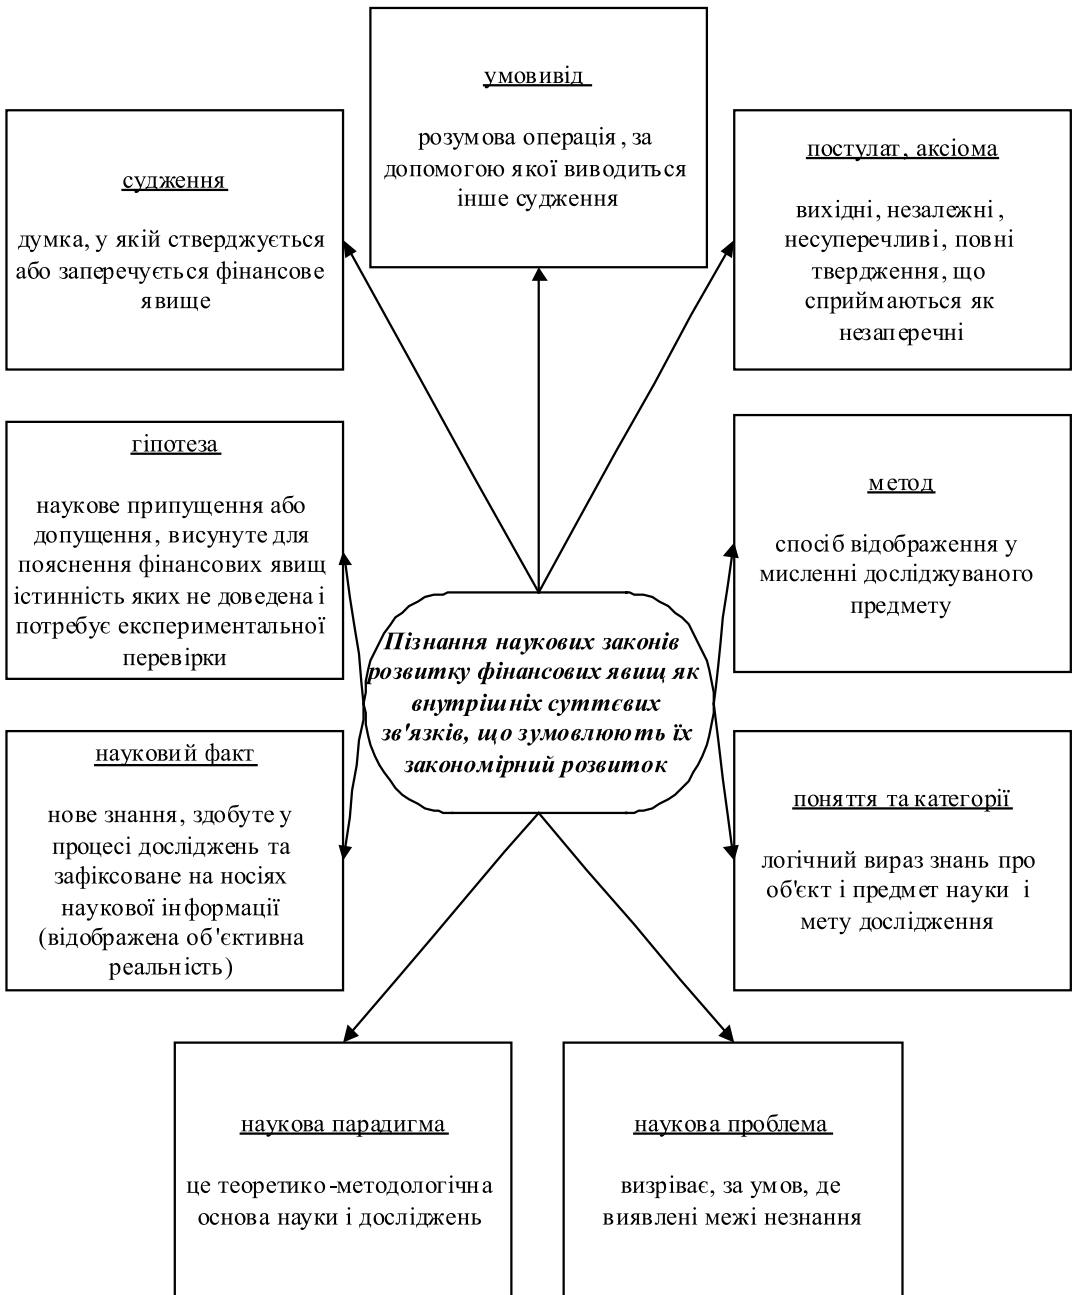 умовивід
розумова операція, за
допомогою якої виводиться
інше судження
судження
думка, у якій стверджується
або заперечується фінансове
явище
постулат, аксіома
вихідні, незалежні,
несуперечливі, повні
твердження, що
сприймаються як
незаперечні
гіпотеза
наукове припущення або
допущення, висунуте для
пояснення фінансових явищ
істинність яких не доведена і
потребує експериментальної
перевірки
метод
спосіб відображення у
мисленні досліджуваного
предмету
Пізнання наукових законів
розвитку фінансових явищ як
внутрішніх суттєвих
зв'язків, що зумовлюють їх
закономірний розвиток
науковий факт
нове знання, здобуте у
процесі досліджень та
зафіксоване на носіях
наукової інформації
(відображена об'єктивна
реальність)
поняття та категорії
логічний вираз знань про
об'єкт і предмет науки і
мету дослідження
наукова парадигма
це теоретико-методологічна
основа науки і досліджень
наукова проблема
визріває, за умов, де
виявлені межі незнання